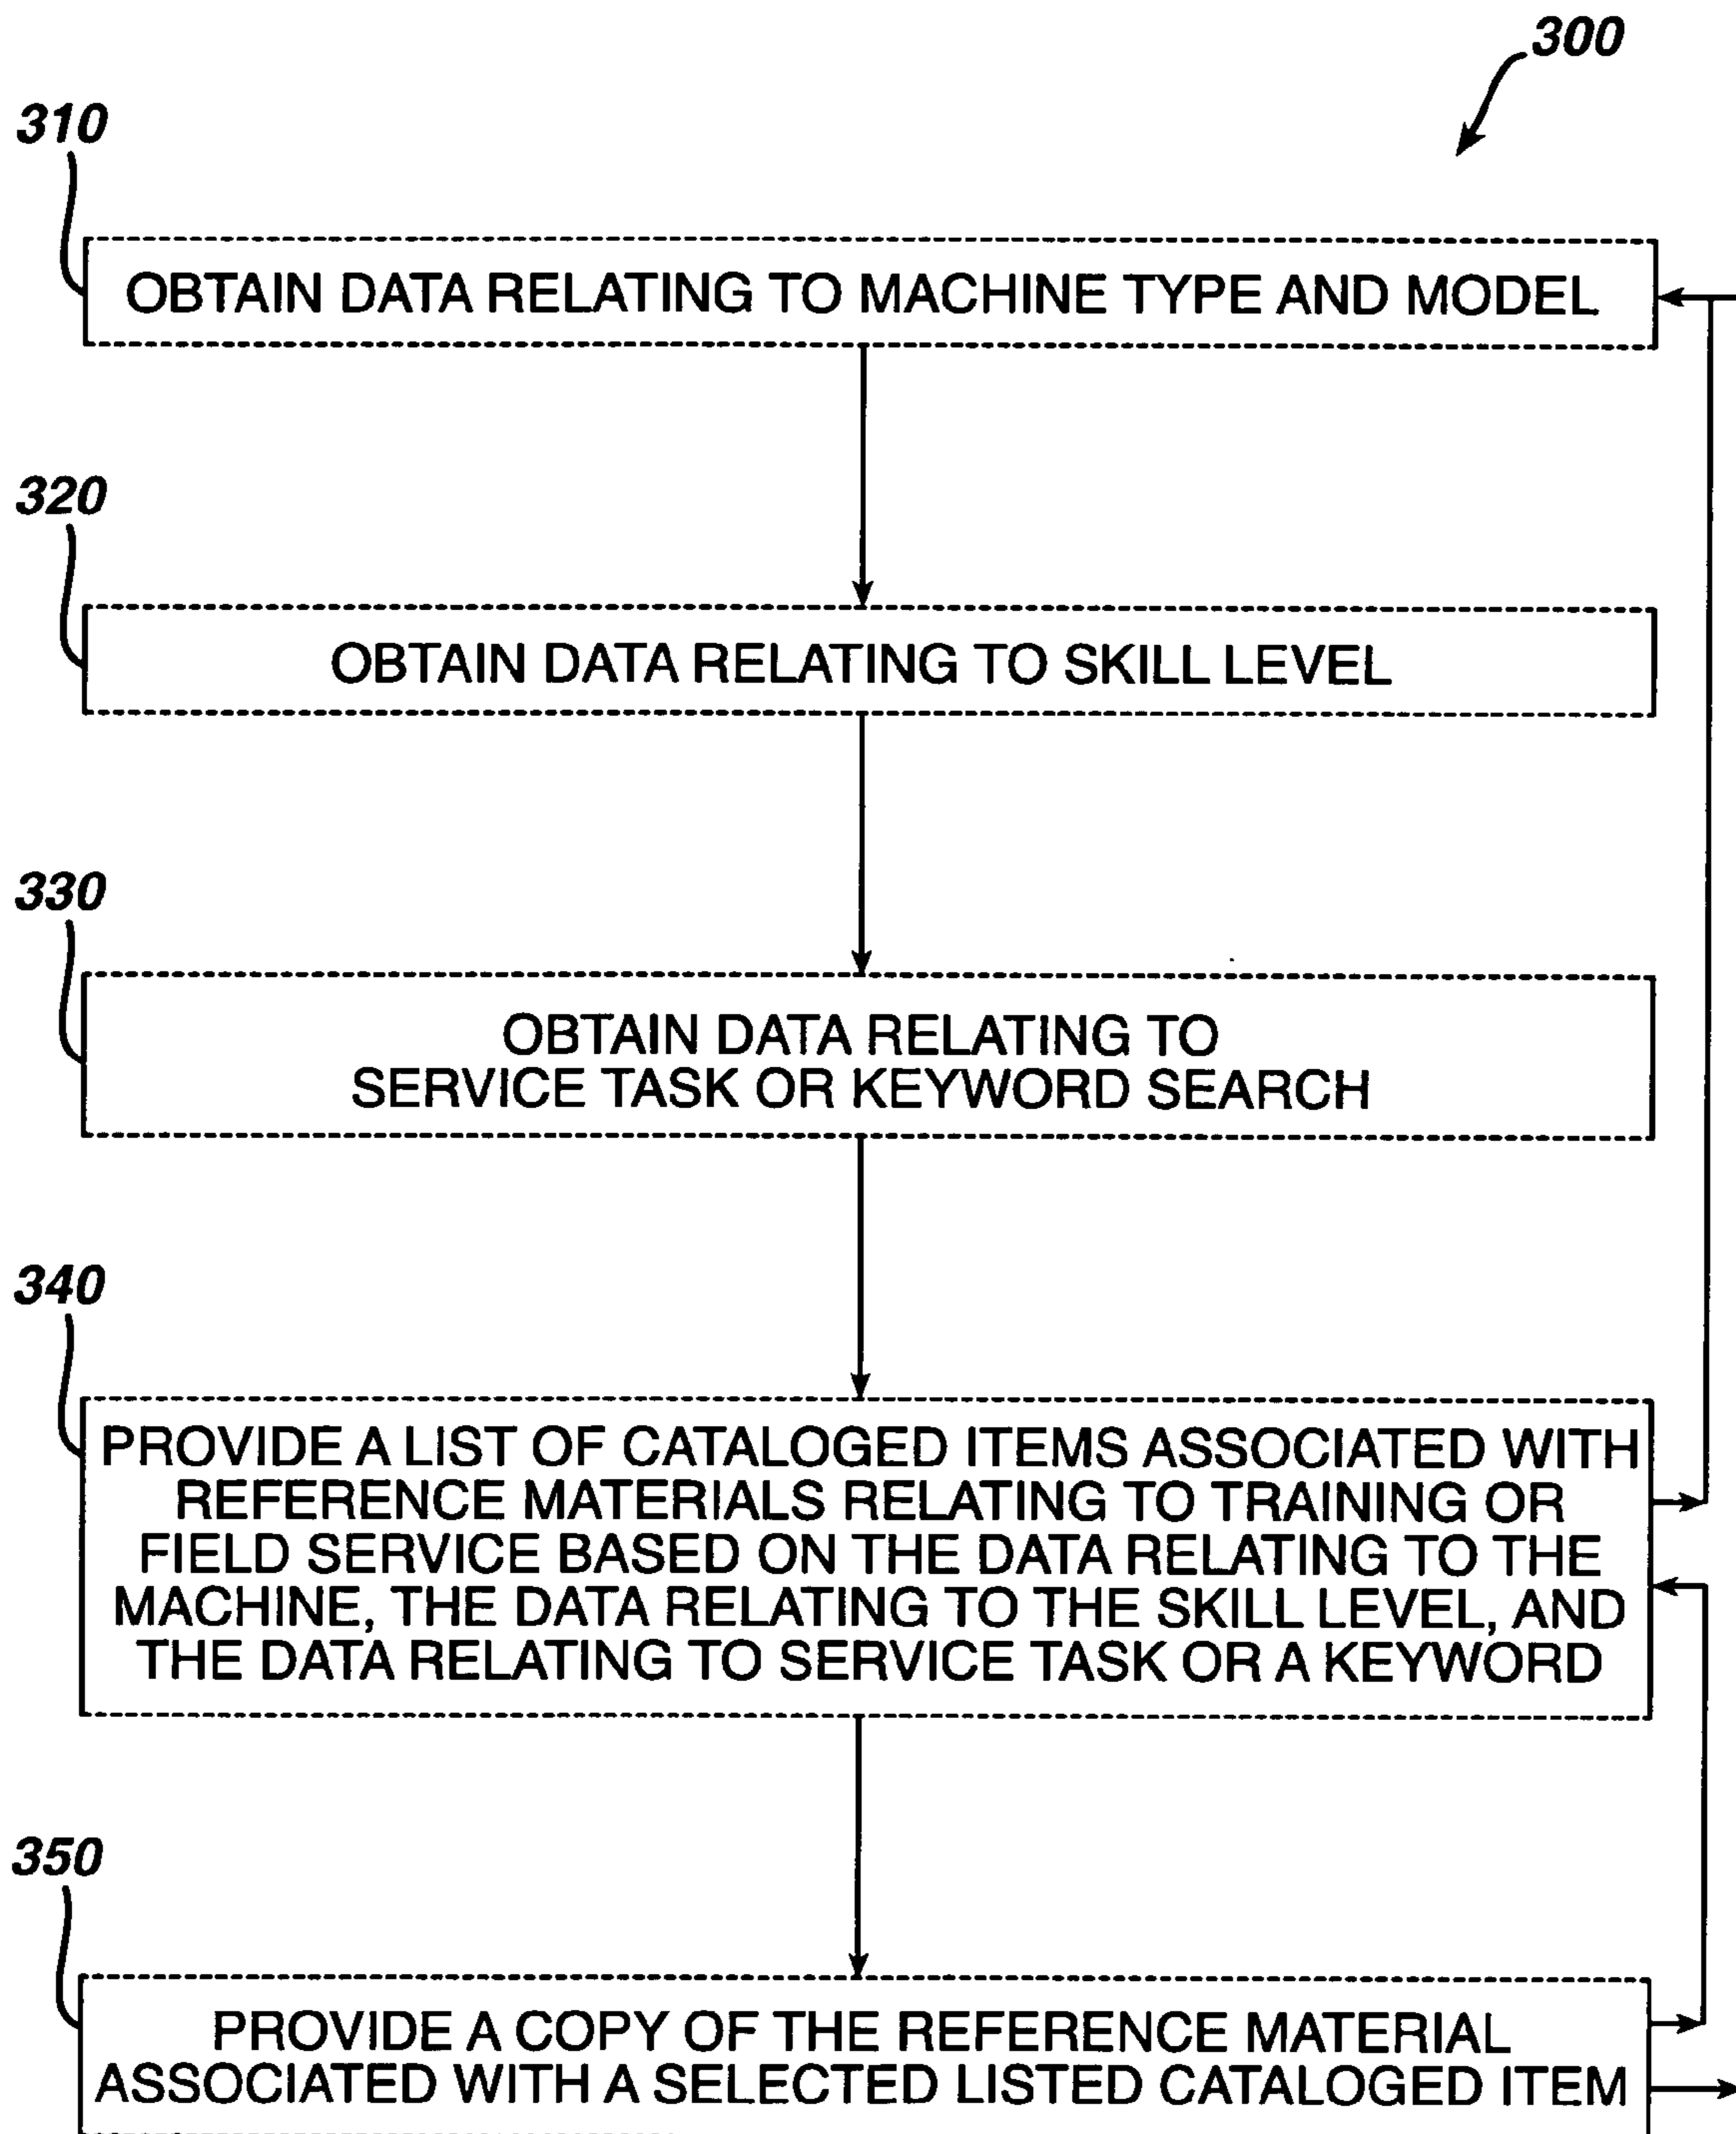 300
310
OBTAIN DATA RELATING TO MACHINE TYPE AND MODEL
320
OBTAIN DATA RELATING TO SKILL LEVEL
330
OBTAIN DATA RELATING TO
SERVICE TASK OR KEYWORD SEARCH
340
PROVIDE A LIST OF CATALOGED ITEMS ASSOCIATED WITH
REFERENCE MATERIALS RELATING TO TRAINING OR
FIELD SERVICE BASED ON THE DATA RELATING TO THE
MACHINE, THE DATA RELATING TO THE SKILL LEVEL, AND
THE DATA RELATING TO SERVICE TASK OR A KEYWORD
350
PROVIDE A COPY OF THE REFERENCE MATERIAL
ASSOCIATED WITH A SELECTED LISTED CATALOGED ITEM